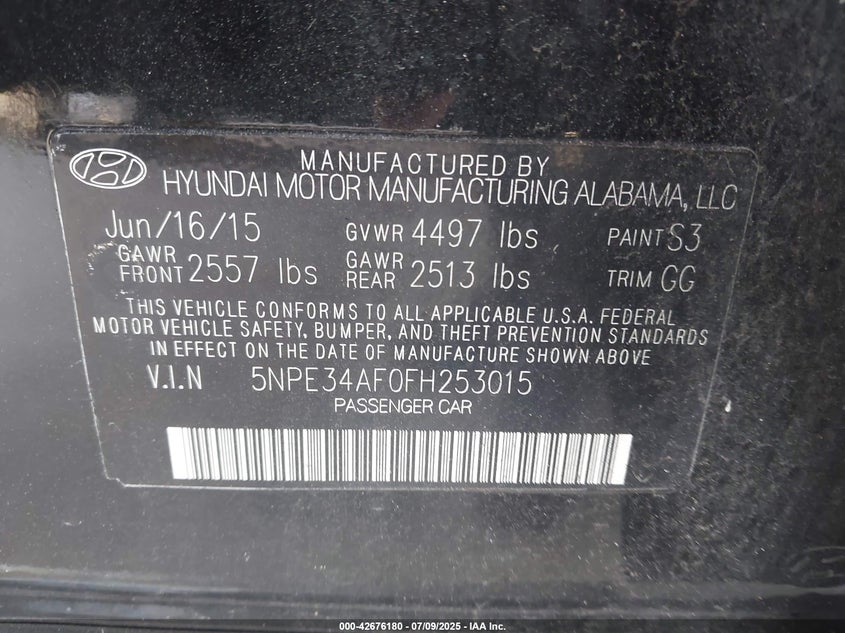 MANUFACTURED BY
HYUNDAI MOTOR MANUFACTURING ALABAMA, LLC
Jun/16/15 GVWR 4497 lbs PAINT S3
GAWR FRONT 2557 lbs GAWR REAR 2513 lbs TRIM GG
THIS VEHICLE CONFORMS TO ALL APPLICABLE U.S.A. FEDERAL
MOTOR VEHICLE SAFETY, BUMPER, AND THEFT PREVENTION STANDARDS
IN EFFECT ON THE DATE OF MANUFACTURE SHOWN ABOVE
V.I.N 5NPE34AF0FH253015
PASSENGER CAR
000-42676180 - 07/09/2025 - IAA Inc.